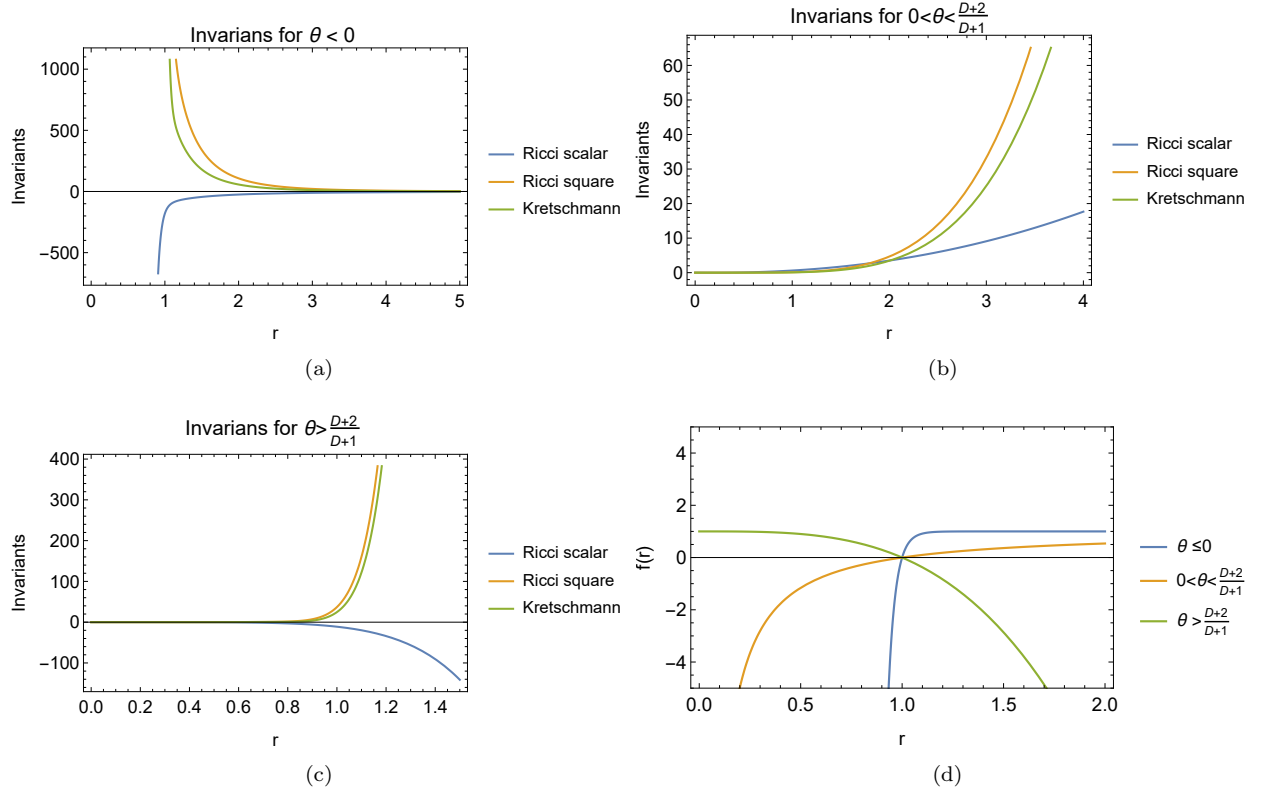 Invarians for θ < 0
1000
500
0
−500
0 1 2 3 4 5
Invariants
r
Ricci scalar
Ricci square
Kretschmann
(a)
Invarians for 0<θ<\frac{D+2}{D+1}
60
50
40
30
20
10
0
0 1 2 3 4
Invariants
r
Ricci scalar
Ricci square
Kretschmann
(b)
Invarians for θ>\frac{D+2}{D+1}
400
300
200
100
0
−100
0.0 0.2 0.4 0.6 0.8 1.0 1.2 1.4
Invariants
r
Ricci scalar
Ricci square
Kretschmann
(c)
4
2
0
−2
−4
0.0 0.5 1.0 1.5 2.0
f(r)
r
θ ≤0
0<θ<\frac{D+2}{D+1}
θ >\frac{D+2}{D+1}
(d)